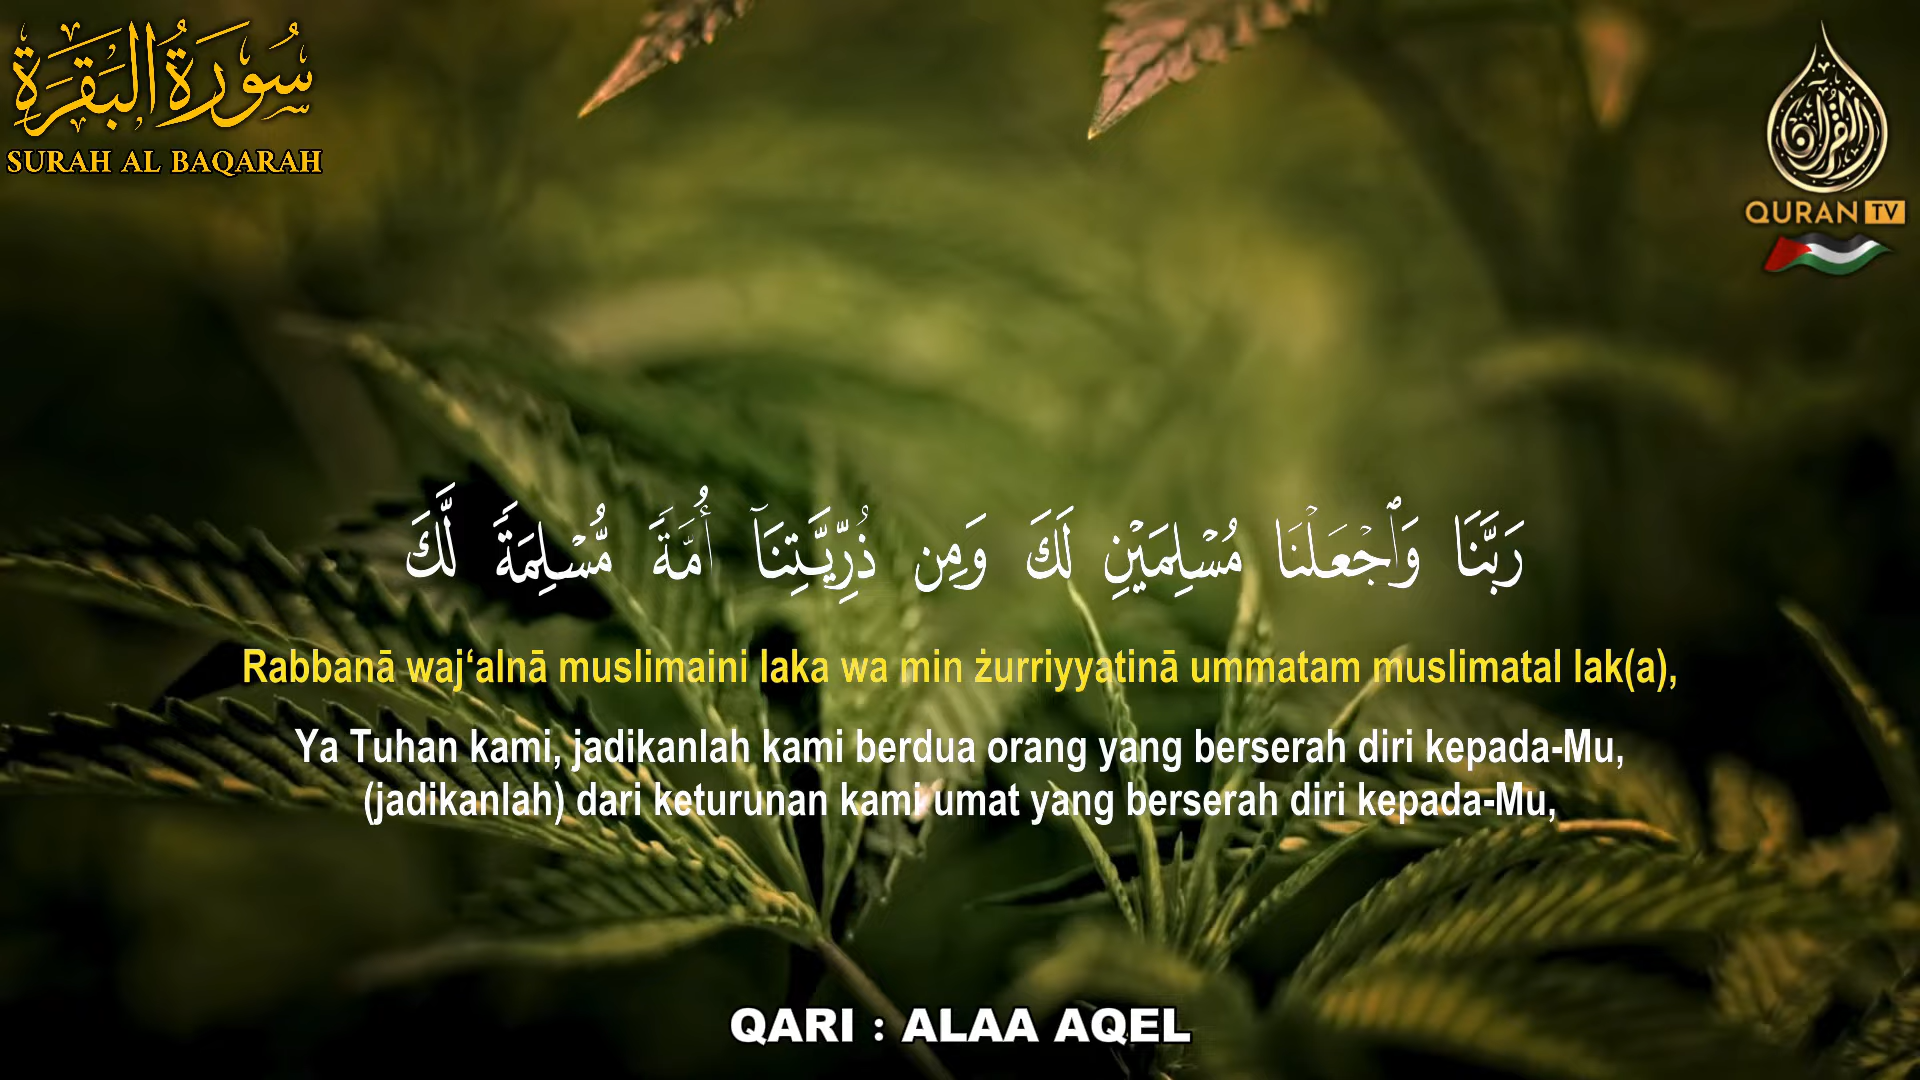 سُورَةُ الْبَقَرَةِ
SURAH AL BAQARAH
القرآن
QURAN TV
رَبَّنَا وَٱجْعَلْنَا مُسْلِمَيْنِ لَكَ وَمِن ذُرِّيَّتِنَآ أُمَّةً مُّسْلِمَةً لَّكَ
Rabbanā waj‘alnā muslimaini laka wa min żurriyyatinā ummatam muslimatal lak(a),
Ya Tuhan kami, jadikanlah kami berdua orang yang berserah diri kepada-Mu,
(jadikanlah) dari keturunan kami umat yang berserah diri kepada-Mu,
QARI : ALAA AQEL